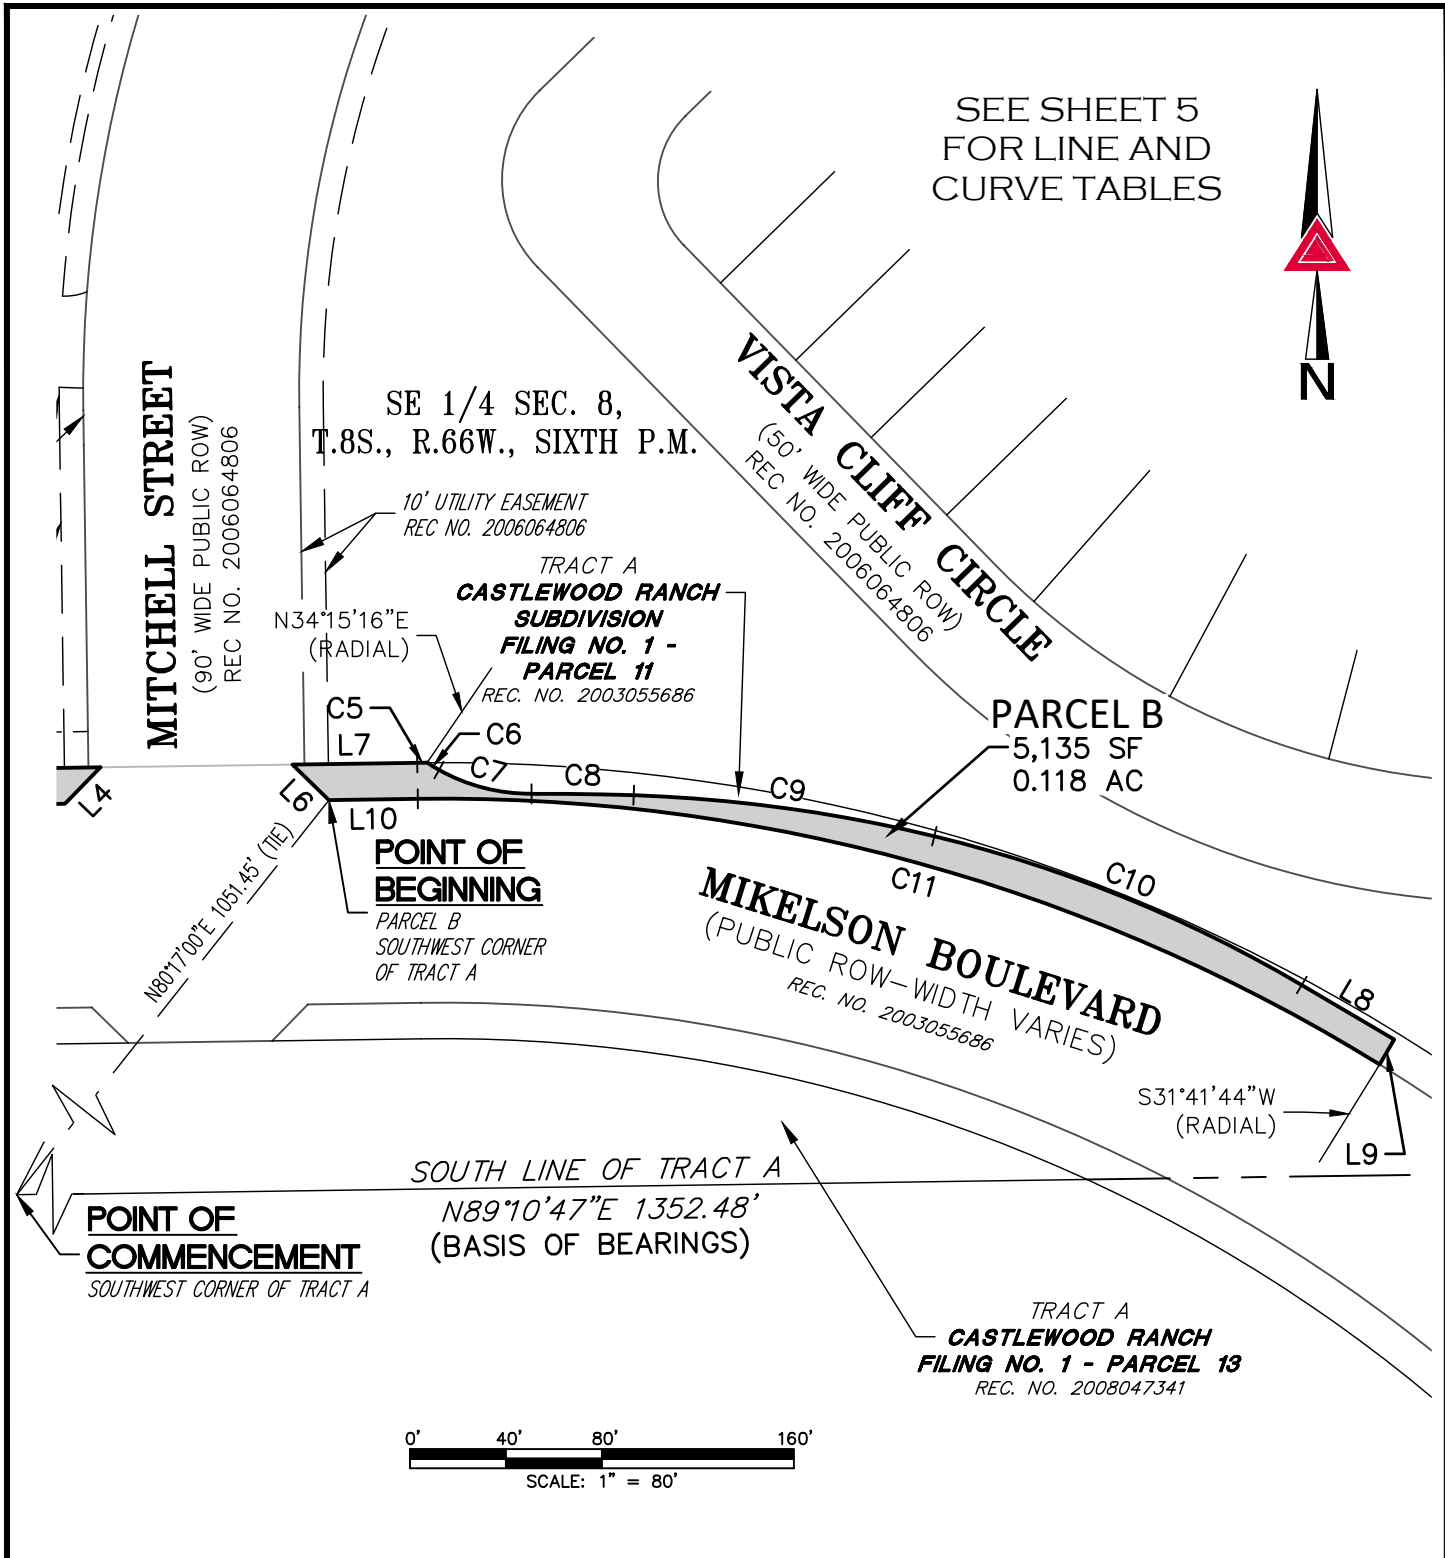 SEE SHEET 5
FOR LINE AND
CURVE TABLES
N
MITCHELL STREET
(90' WIDE PUBLIC ROW)
REC NO. 2006064806
SE 1/4 SEC. 8,
T.8S., R.66W., SIXTH P.M.
10' UTILITY EASEMENT
REC NO. 2006064806
VISTA CLIFF CIRCLE
(50' WIDE PUBLIC ROW)
REC NO. 2006064806
TRACT A
CASTLEWOOD RANCH
SUBDIVISION
FILING NO. 1 -
PARCEL 11
REC. NO. 2003055686
N34°15'16"E
(RADIAL)
PARCEL B
5,135 SF
0.118 AC
C5
C6
L7
C7
C8
C9
L4
L6
L10
C10
C11
L8
N80°17'00"E 1051.45' (TIE)
POINT OF
BEGINNING
PARCEL B
SOUTHWEST CORNER
OF TRACT A
MIKELSON BOULEVARD
(PUBLIC ROW-WIDTH VARIES)
REC. NO. 2003055686
S31°41'44"W
(RADIAL)
L9
SOUTH LINE OF TRACT A
N89°10'47"E 1352.48'
(BASIS OF BEARINGS)
POINT OF
COMMENCEMENT
SOUTHWEST CORNER OF TRACT A
TRACT A
CASTLEWOOD RANCH
FILING NO. 1 - PARCEL 13
REC. NO. 2008047341
0' 40' 80' 160'
SCALE: 1" = 80'